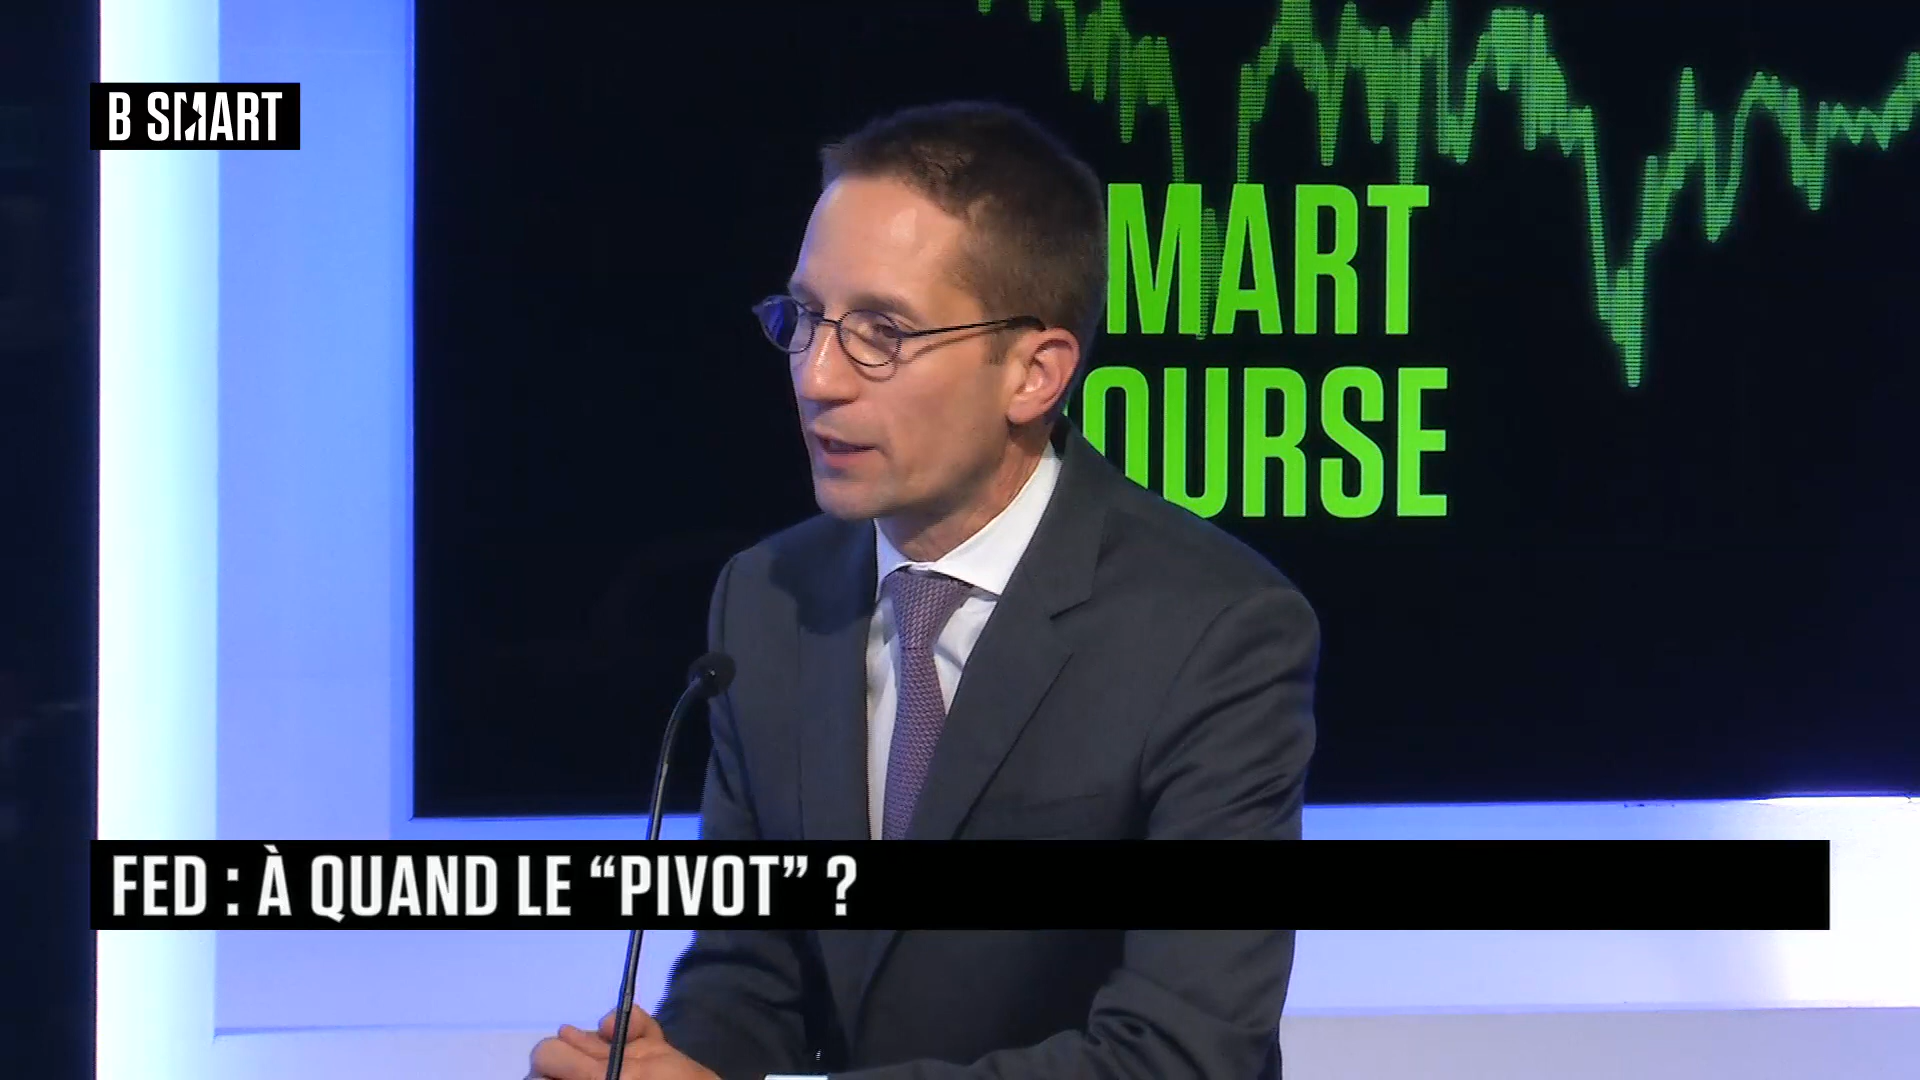 B SMART
MART
OURSE
FED : À QUAND LE “PIVOT” ?